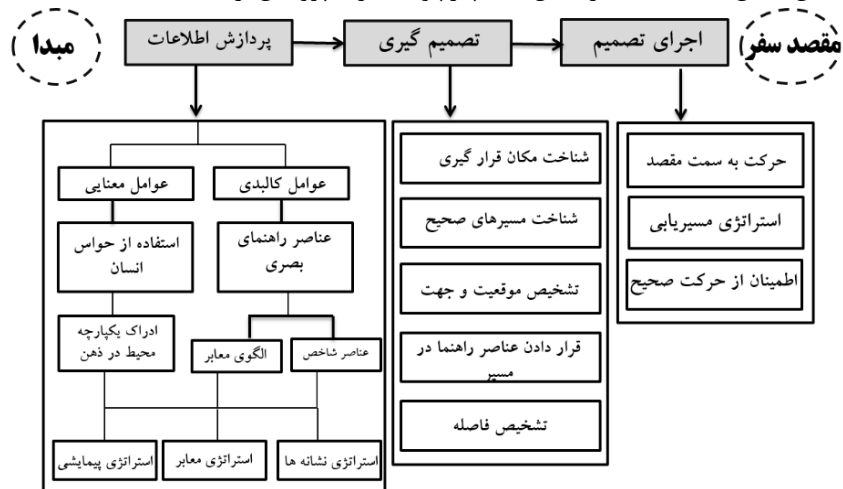 مبدا
پردازش اطلاعات
تصمیم گیری
اجرای تصمیم
مقصد سفر
عوامل معنایی
عوامل کالبدی
استفاده از حواس
انسان
عناصر راهنمای
بصری
ادراک یکپارچه
محیط در ذهن
الگوی معابر
عناصر شاخص
استراتژی پیمایشی
استراتژی معابر
استراتژی نشانه ها
شناخت مکان قرار گیری
شناخت مسیرهای صحیح
تشخیص موقعیت و جهت
قرار دادن عناصر راهنما در
مسیر
تشخیص فاصله
حرکت به سمت مقصد
استراتژی مسیریابی
اطمینان از حرکت صحیح